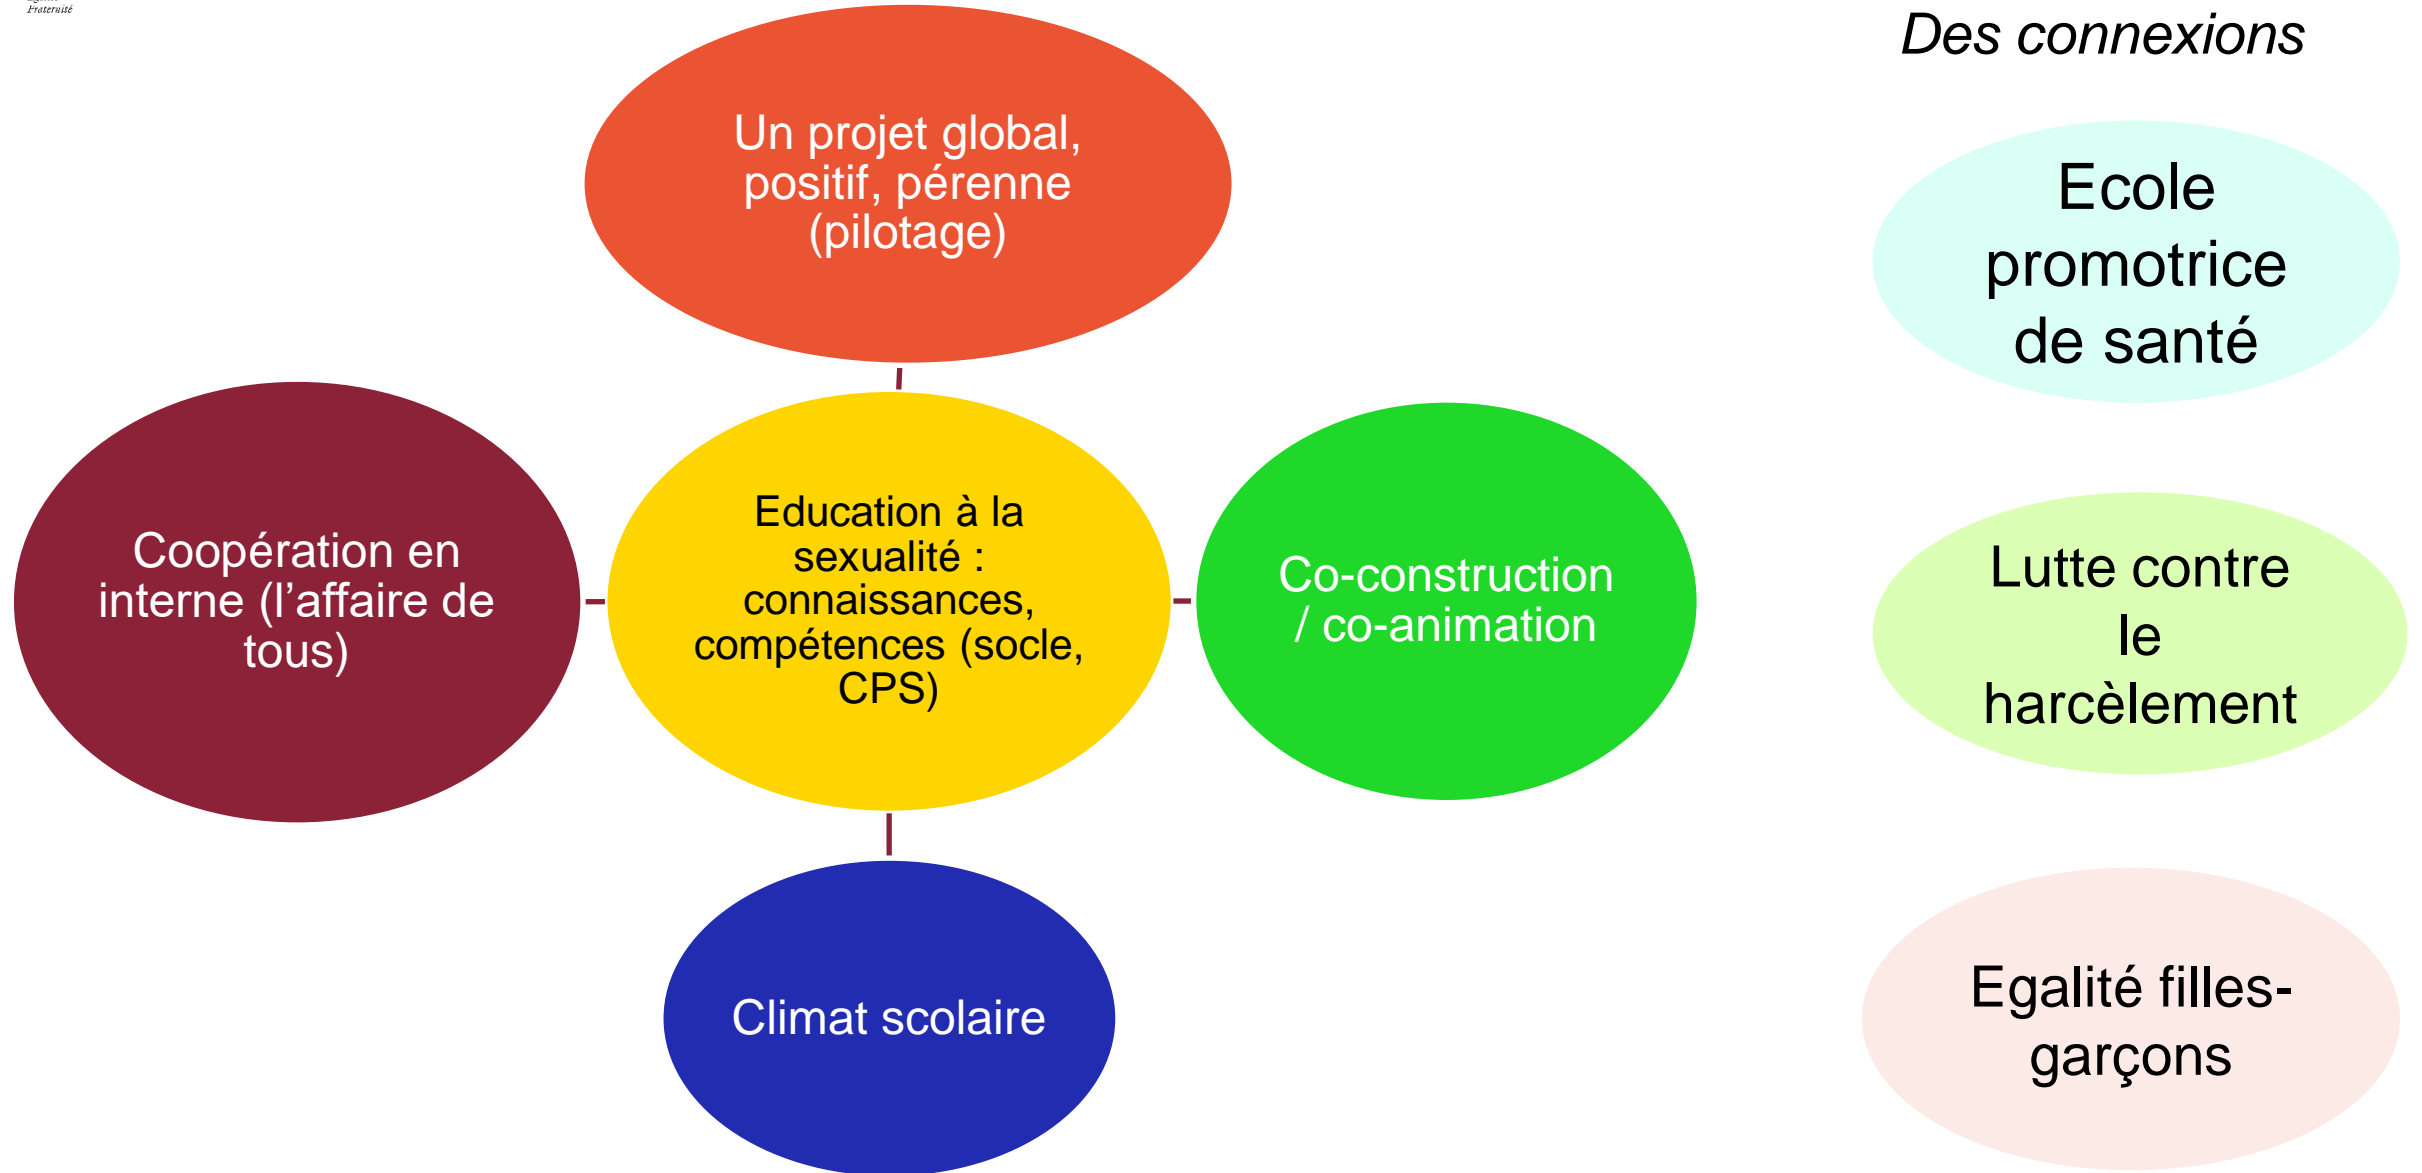 Fraternité
Des connexions
Un projet global,
positif, pérenne
(pilotage)
Coopération en
interne (l’affaire de
tous)
Education à la
sexualité :
connaissances,
compétences (socle,
CPS)
Co-construction
/ co-animation
Climat scolaire
Ecole
promotrice
de santé
Lutte contre
le
harcèlement
Egalité filles-
garçons